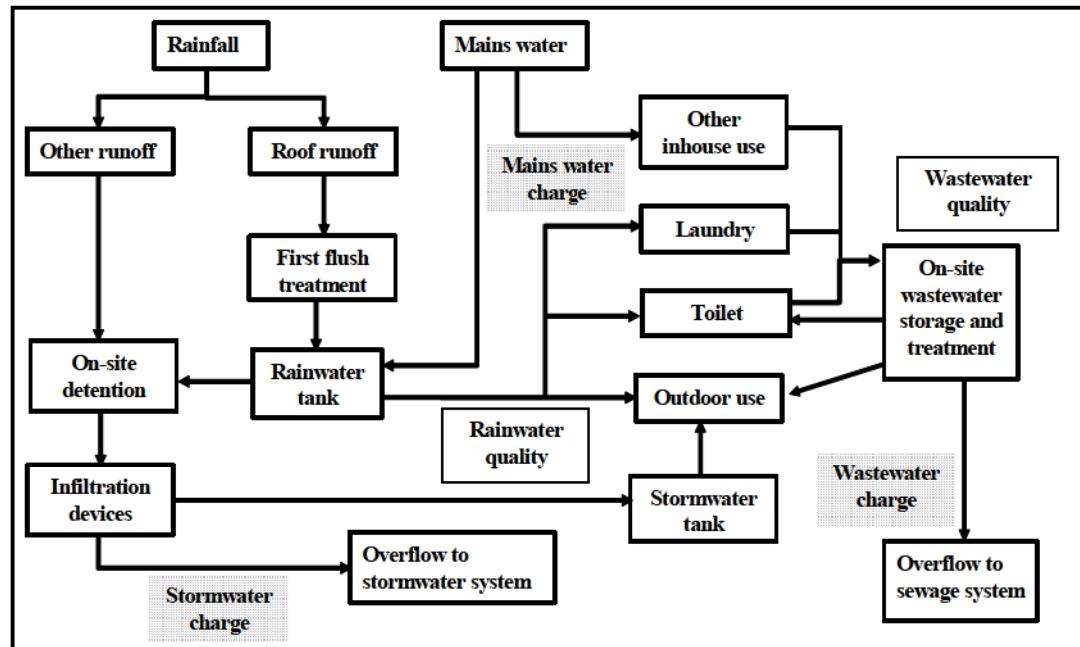 Rainfall
Mains water
Other
inhouse use
Other runoff
Roof runoff
Mains water
charge
Wastewater
quality
Laundry
First flush
treatment
On-site
wastewater
storage and
treatment
Toilet
On-site
detention
Rainwater
tank
Outdoor use
Rainwater
quality
Infiltration
devices
Stormwater
tank
Wastewater
charge
Overflow to
stormwater system
Overflow to
sewage system
Stormwater
charge